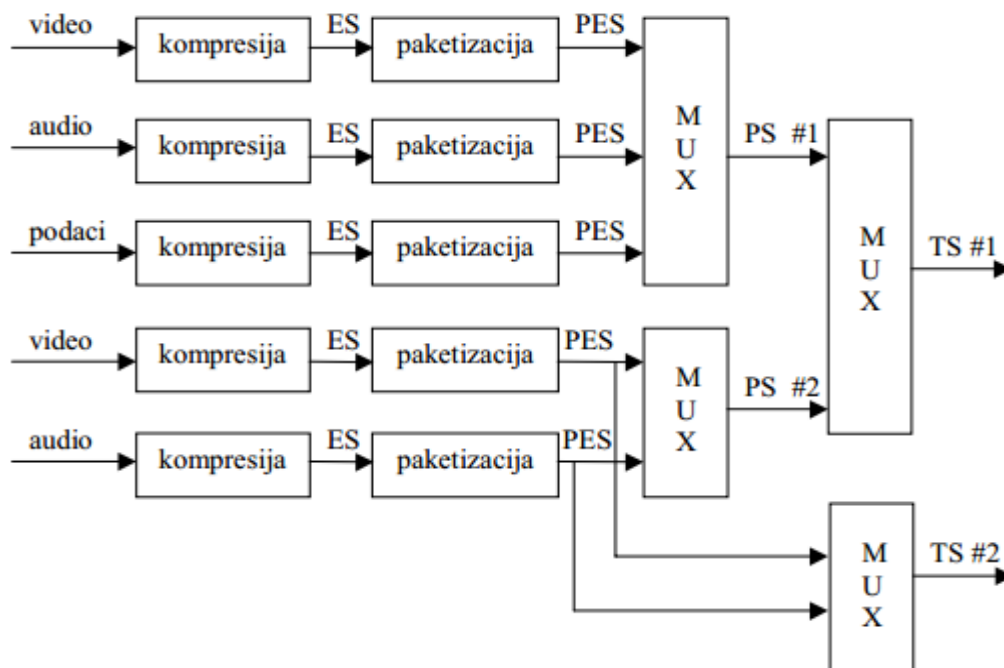 video
kompresija
ES
paketizacija
PES
audio
kompresija
ES
paketizacija
PES
podaci
kompresija
ES
paketizacija
PES
M
U
X
PS #1
video
kompresija
ES
paketizacija
PES
audio
kompresija
ES
paketizacija
PES
M
U
X
PS #2
M
U
X
TS #1
M
U
X
TS #2